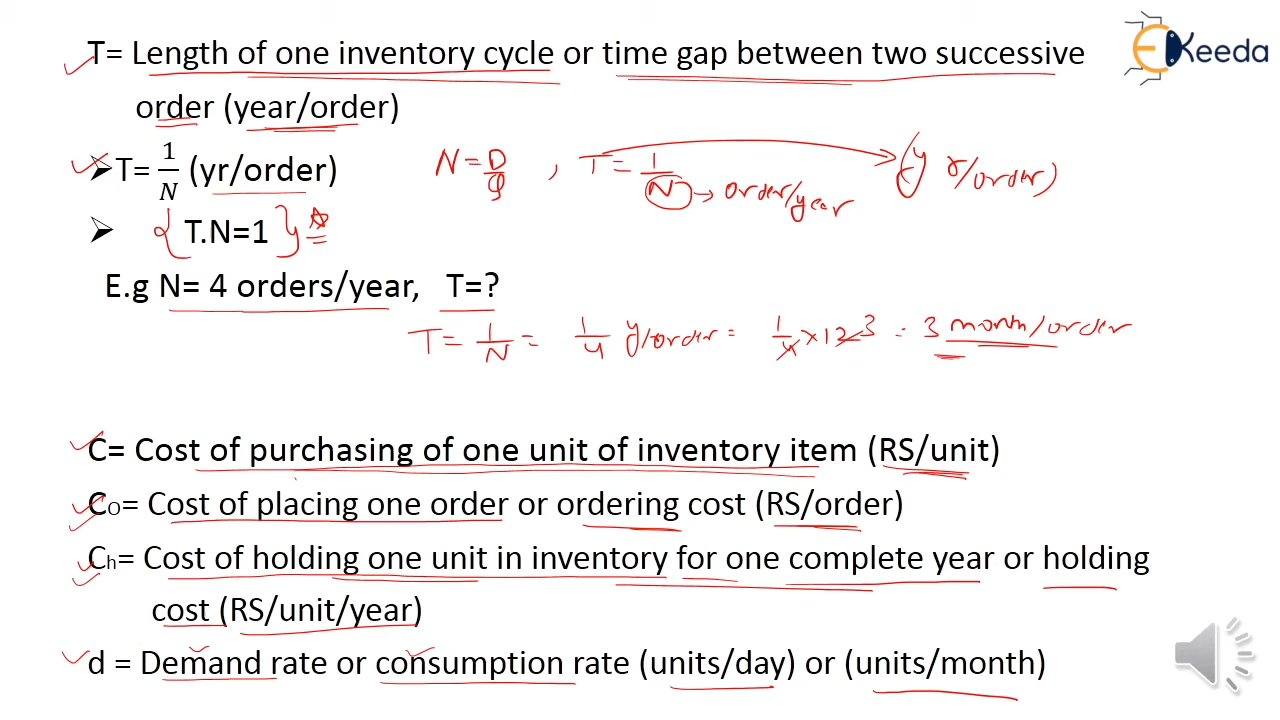 T= Length of one inventory cycle or time gap between two successive
order (year/order)
Keeda
➢T= 1/N (yr/order)
N = D/Q , T = 1/N → order/year (yr/order)
➢ { T.N=1 }
E.g N= 4 orders/year, T=?
T = 1/N = 1/4 y/order = 1/4 x 12 3 = 3 month/order
C= Cost of purchasing of one unit of inventory item (RS/unit)
CO= Cost of placing one order or ordering cost (RS/order)
Ch= Cost of holding one unit in inventory for one complete year or holding
cost (RS/unit/year)
d = Demand rate or consumption rate (units/day) or (units/month)